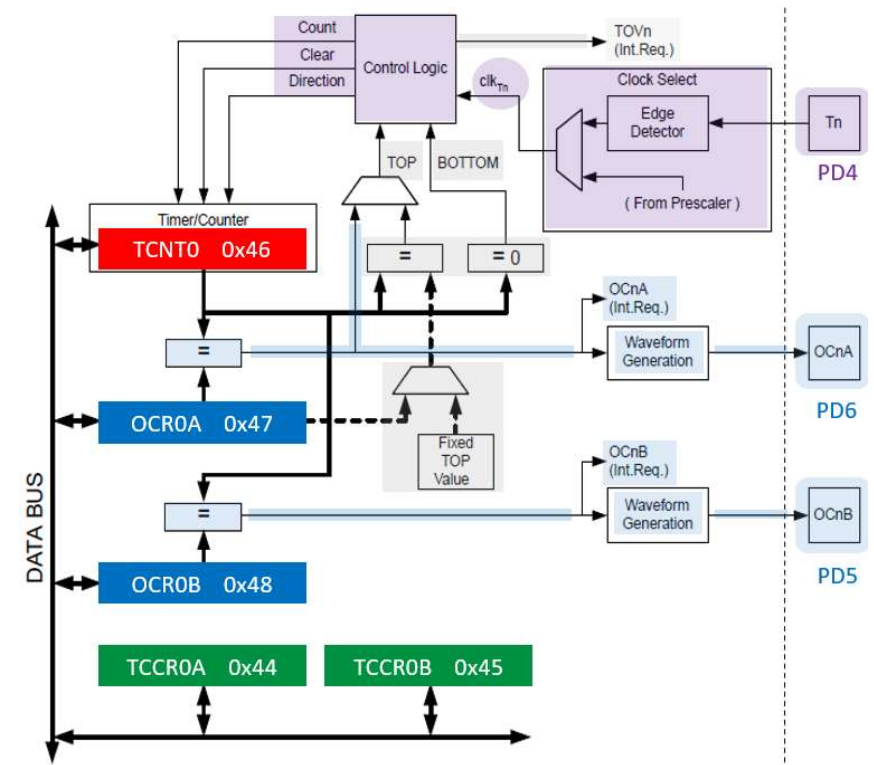 Count
Clear
Direction
Control Logic
TOVn
(Int.Req.)
clkTn
Clock Select
Edge
Detector
( From Prescaler )
Tn
PD4
TOP
BOTTOM
Timer/Counter
TCNT0 0x46
=
= 0
OCnA
(Int.Req.)
=
Waveform
Generation
OCnA
PD6
OCR0A 0x47
Fixed
TOP
Value
OCnB
(Int.Req.)
=
Waveform
Generation
OCnB
PD5
OCR0B 0x48
DATA BUS
TCCR0A 0x44
TCCR0B 0x45